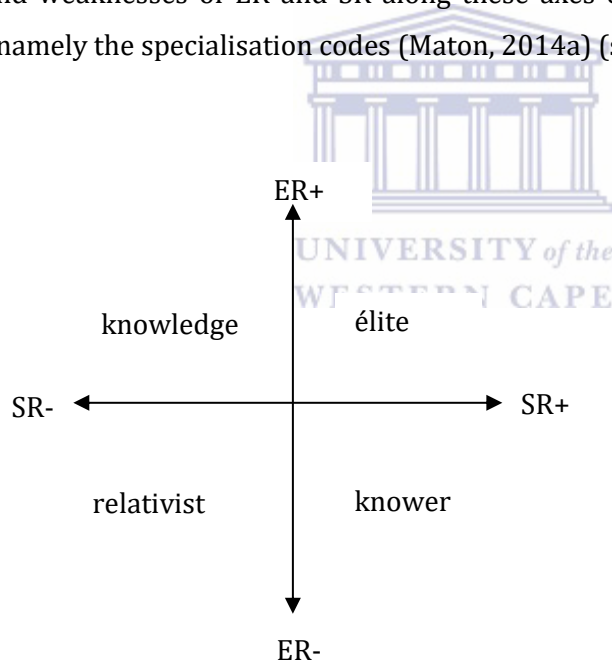 and weaknesses of ER and SR along these axes
namely the specialisation codes (Maton, 2014a) (
ER+
UNIVERSITY of the
WESTERN CAPE
knowledge élite
SR- SR+
relativist knower
ER-